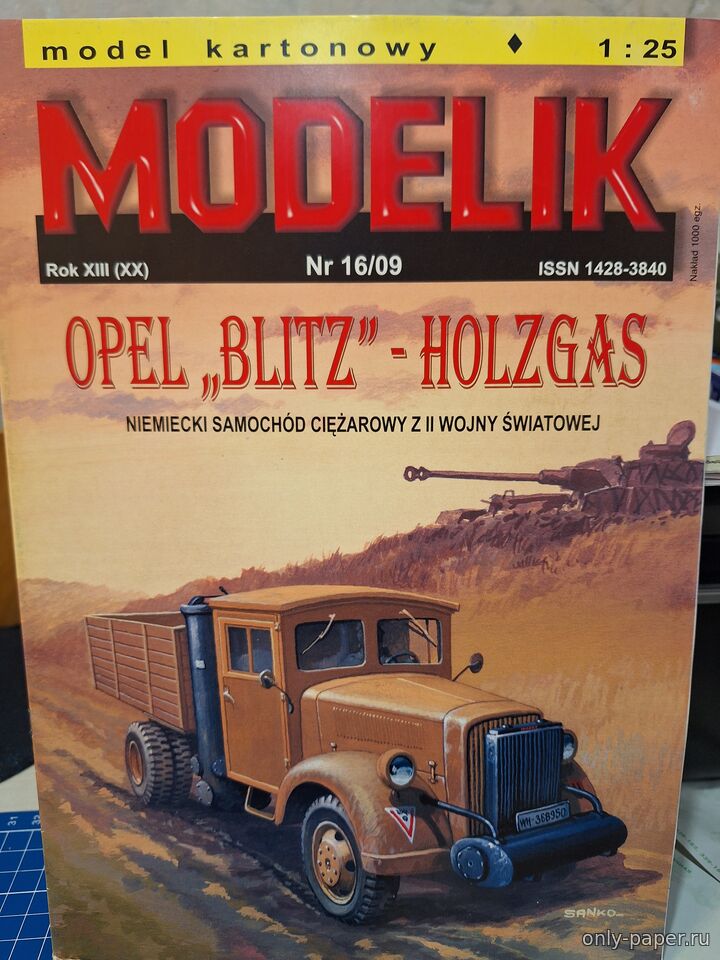 model kartonowy ♦ 1 : 25
MODELIK
Rok XIII (XX) Nr 16/09 ISSN 1428-3840
Nakład 1000 egz.
OPEL „BLITZ” - HOLZGAS
NIEMIECKI SAMOCHÓD CIĘŻAROWY Z II WOJNY ŚWIATOWEJ
WH-368950
SANKO
only-paper.ru